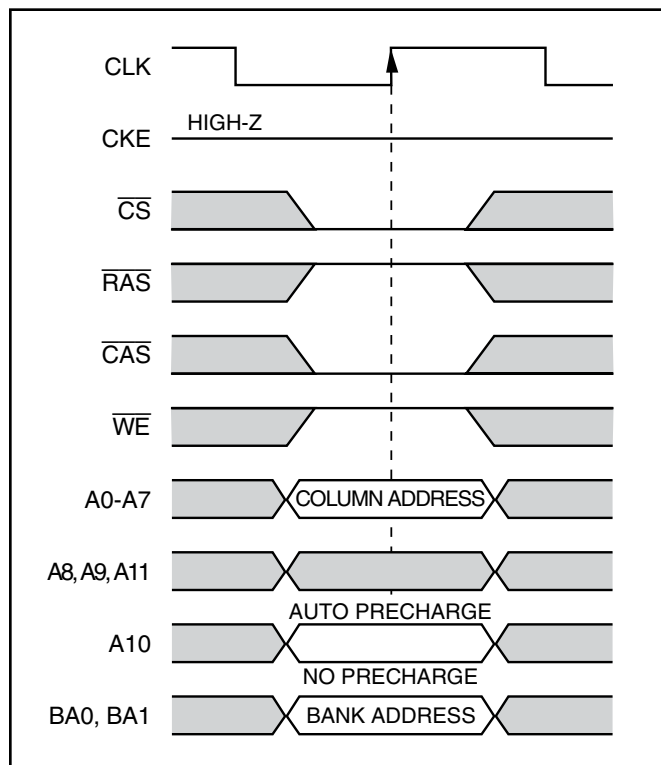 CLK
HIGH-Z
CKE
CS
RAS
CAS
WE
A0-A7 COLUMN ADDRESS
A8, A9, A11
AUTO PRECHARGE
A10
NO PRECHARGE
BA0, BA1 BANK ADDRESS